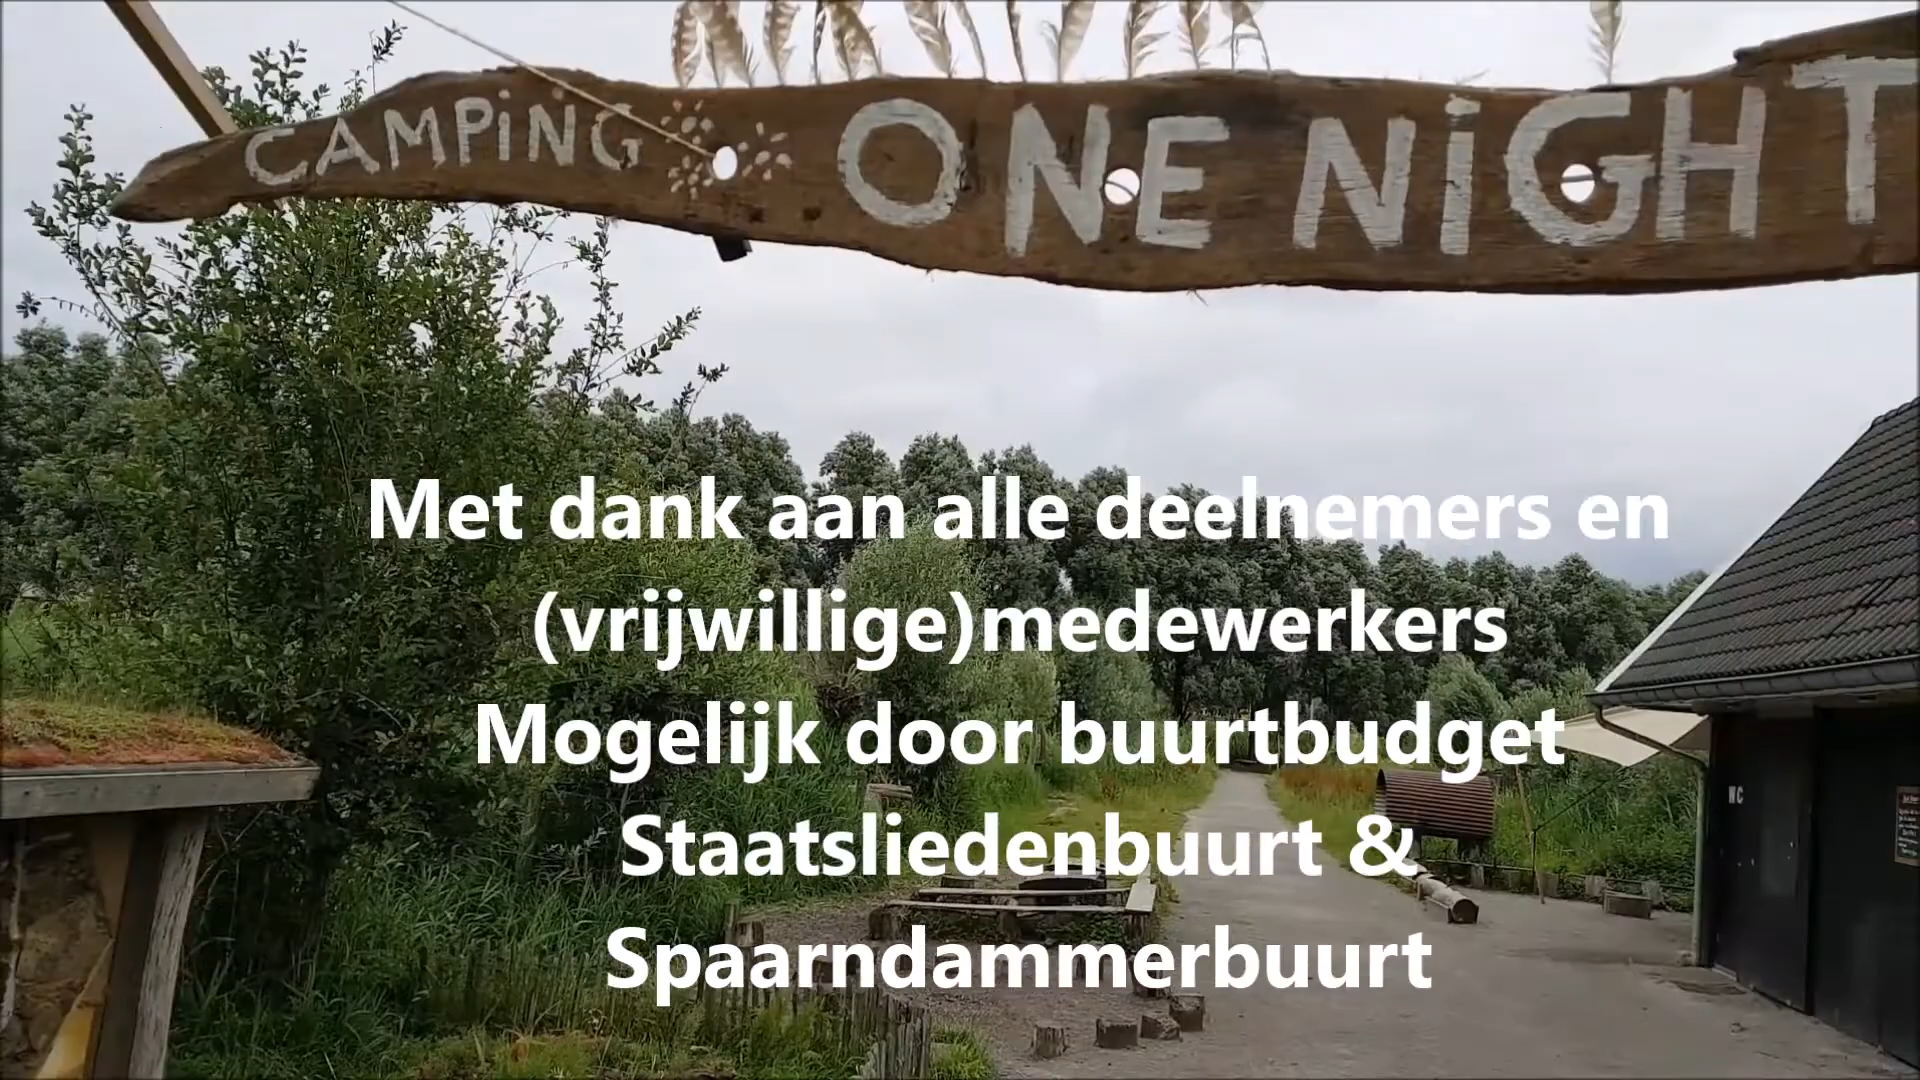 CAMPiNG ONE NiGHT
Met dank aan alle deelnemers en
(vrijwillige)medewerkers
Mogelijk door buurtbudget
Staatsliedenbuurt &
Spaarndammerbuurt
WC